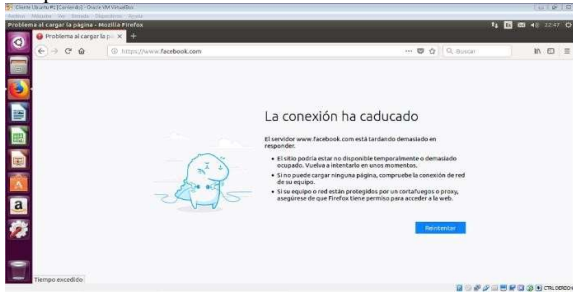 Problema al cargar la página - Mozilla Firefox
22:47
Problema al cargar la pá
https://www.facebook.com
Buscar
La conexión ha caducado
El servidor www.facebook.com está tardando demasiado en
responder.
El sitio podría estar no disponible temporalmente o demasiado
ocupado. Vuelva a intentarlo en unos momentos.
Si no puede cargar ninguna página, compruebe la conexión de red
de su equipo.
Si su equipo o red están protegidos por un cortafuegos o proxy,
asegúrese de que Firefox tiene permiso para acceder a la web.
Reintentar
a
Tiempo excedido